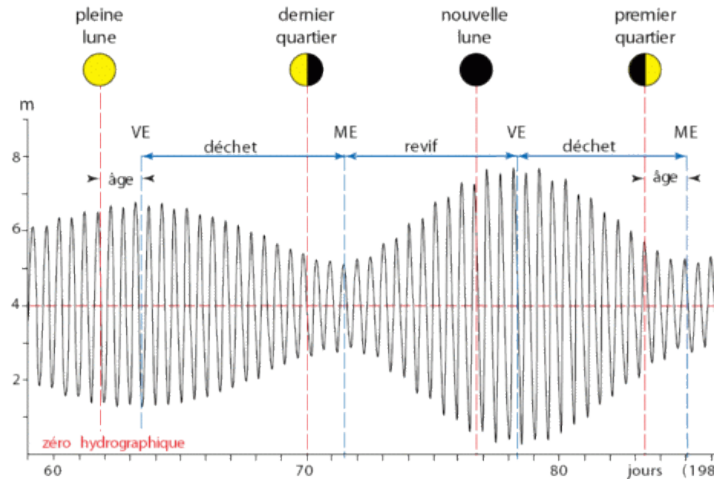 pleine
lune
dernier
quartier
nouvelle
lune
premier
quartier
m
VE
ME
VE
ME
déchet
revif
déchet
âge
âge
8
6
4
2
zéro hydrographique
60
70
80
jours
(198